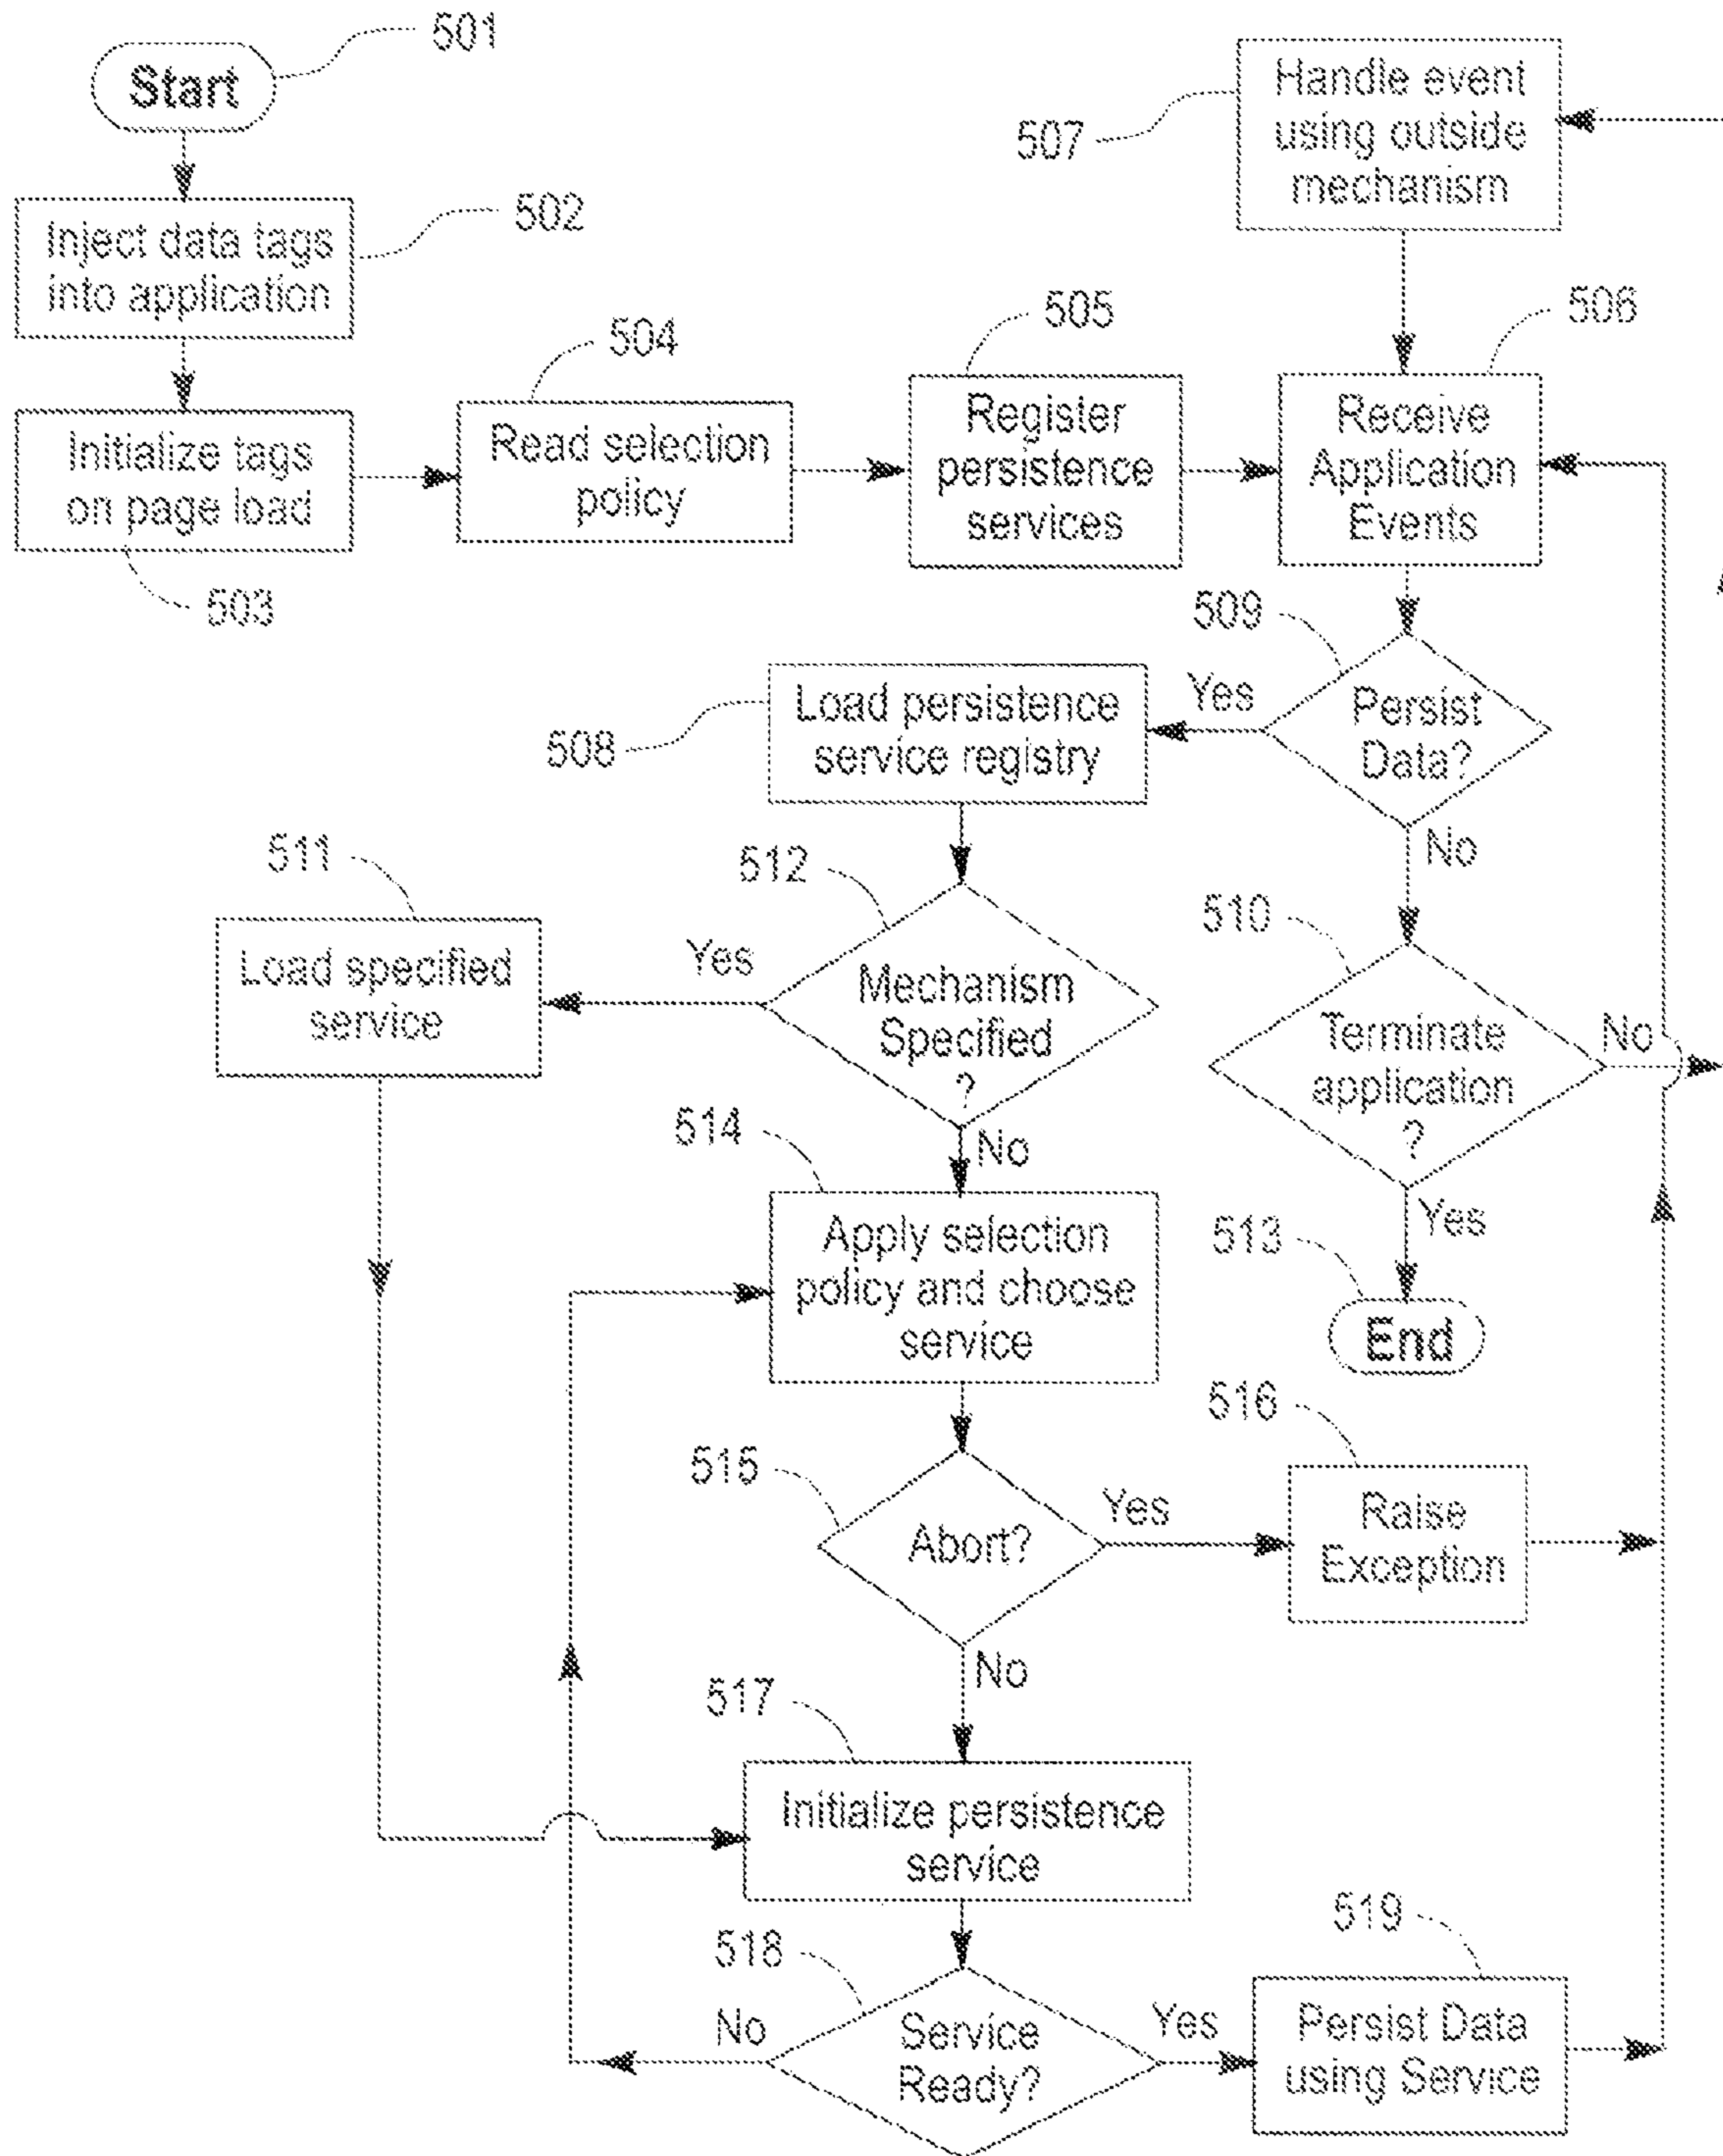 501
Start
502
Inject data tags
into application
503
Initialize tags
on page load
504
Read selection
policy
505
Register
persistence
services
506
Receive
Application
Events
507
Handle event
using outside
mechanism
509
Persist
Data?
Yes
No
508
Load persistence
service registry
510
Terminate
application
?
No
Yes
513
End
512
Mechanism
Specified
?
Yes
No
511
Load specified
service
514
Apply selection
policy and choose
service
515
Abort?
Yes
No
516
Raise
Exception
517
Initialize persistence
service
518
Service
Ready?
No
Yes
519
Persist Data
using Service